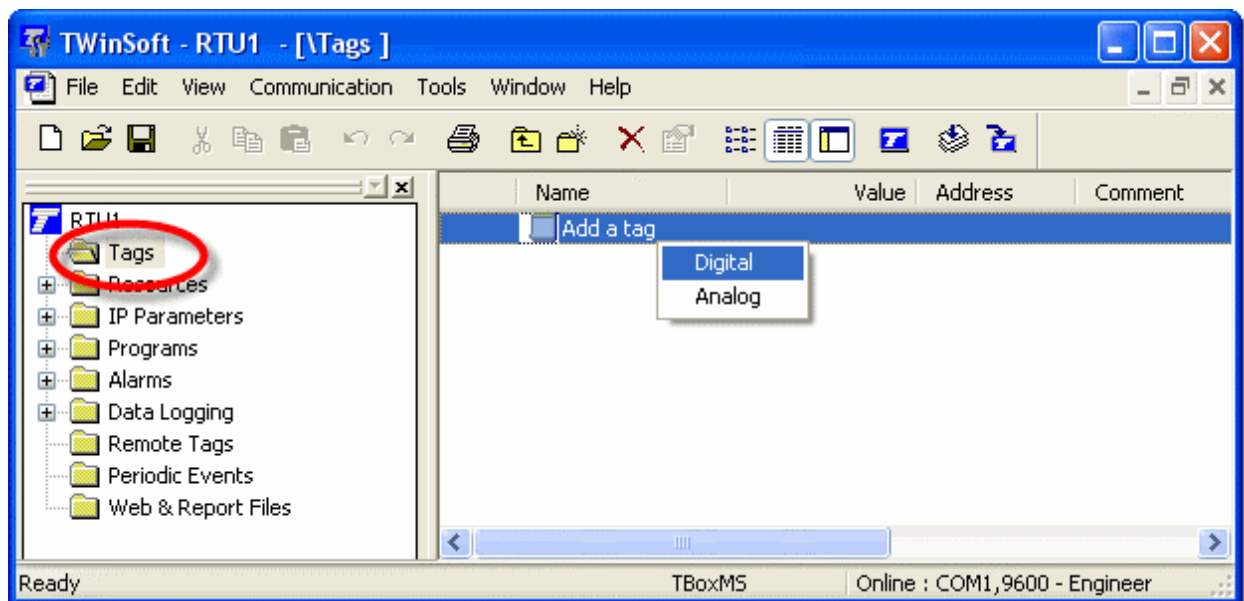 TWinSoft - RTU1 - [\Tags ]
File Edit View Communication Tools Window Help
Name Value Address Comment
RTU1
Add a tag
Tags
Digital
Resources
Analog
IP Parameters
Programs
Alarms
Data Logging
Remote Tags
Periodic Events
Web & Report Files
Ready TBoxMS Online : COM1,9600 - Engineer